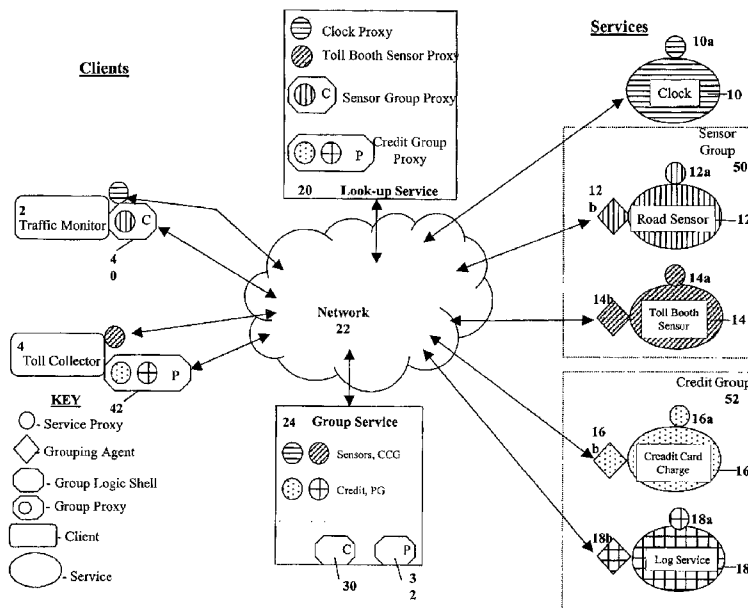 Clients
Clock Proxy
Toll Booth Sensor Proxy
C
Sensor Group Proxy
P
Credit Group
Proxy
20
Look-up Service
Services
10a
Clock
10
Sensor
Group
50
12a
12
b
Road Sensor
12
14a
14b
Toll Booth
Sensor
14
2
Traffic Monitor
C
4
0
4
Toll Collector
P
42
Network
22
KEY
- Service Proxy
- Grouping Agent
- Group Logic Shell
- Group Proxy
- Client
- Service
24 Group Service
Sensors, CCG
Credit, PG
C
P
30
3
2
Credit Group
52
16a
16
b
Creadit Card
Charge
16
18a
18b
Log Service
18